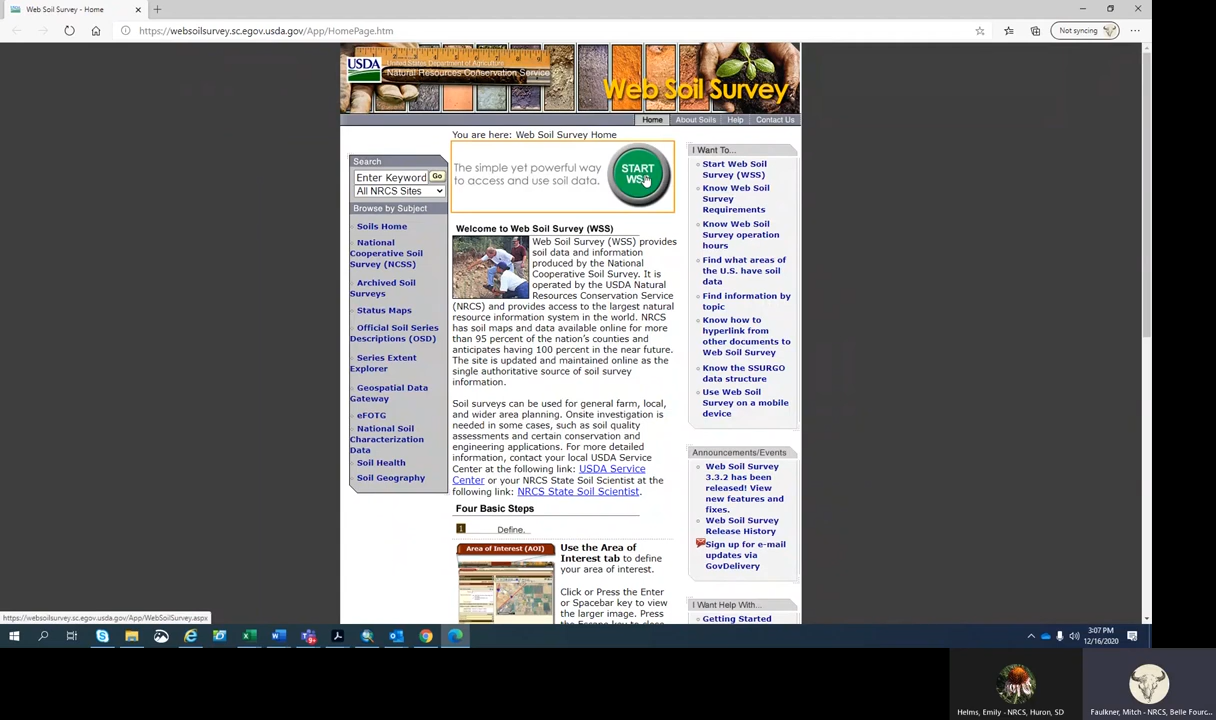 Web Soil Survey - Home
https://websoilsurvey.sc.egov.usda.gov/App/HomePage.htm
Not syncing
USDA
United States Department of Agriculture
Natural Resources Conservation Service
Web Soil Survey
Home
About Soils
Help
Contact Us
You are here: Web Soil Survey Home
The simple yet powerful way
to access and use soil data.
START
WSS
Search
Enter Keyword
Go
All NRCS Sites
Browse by Subject
Soils Home
National
Cooperative Soil
Survey (NCSS)
Archived Soil
Surveys
Status Maps
Official Soil Series
Descriptions (OSD)
Series Extent
Explorer
Geospatial Data
Gateway
eFOTG
National Soil
Characterization
Data
Soil Health
Soil Geography
Welcome to Web Soil Survey (WSS)
Web Soil Survey (WSS) provides
soil data and information
produced by the National
Cooperative Soil Survey. It is
operated by the USDA Natural
Resources Conservation Service
(NRCS) and provides access to the largest natural
resource information system in the world. NRCS
has soil maps and data available online for more
than 95 percent of the nation's counties and
anticipates having 100 percent in the near future.
The site is updated and maintained online as the
single authoritative source of soil survey
information.
Soil surveys can be used for general farm, local,
and wider area planning. Onsite investigation is
needed in some cases, such as soil quality
assessments and certain conservation and
engineering applications. For more detailed
information, contact your local USDA Service
Center at the following link: USDA Service
Center or your NRCS State Soil Scientist at the
following link: NRCS State Soil Scientist.
Four Basic Steps
1 Define.
Area of Interest (AOI)
Use the Area of
Interest tab to define
your area of interest.
Click or Press the Enter
or Spacebar key to view
the larger image. Press
the Escape key to close
I Want To...
Start Web Soil
Survey (WSS)
Know Web Soil
Survey
Requirements
Know Web Soil
Survey operation
hours
Find what areas of
the U.S. have soil
data
Find information by
topic
Know how to
hyperlink from
other documents to
Web Soil Survey
Know the SSURGO
data structure
Use Web Soil
Survey on a mobile
device
Announcements/Events
Web Soil Survey
3.3.2 has been
released! View
new features and
fixes.
Web Soil Survey
Release History
Sign up for e-mail
updates via
GovDelivery
I Want Help With...
Getting Started
https://websoilsurvey.sc.egov.usda.gov/App/WebSoilSurvey.aspx
3:07 PM
12/16/2020
Helms, Emily - NRCS, Huron, SD
Faulkner, Mitch - NRCS, Belle Fourc...